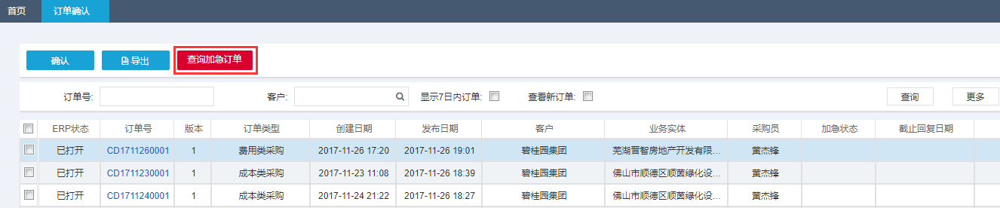 首页 订单确认
确认 导出 查询加急订单
订单号: 客户: 显示7日内订单: 查看新订单: 查询 更多
ERP状态 订单号 版本 订单类型 创建日期 发布日期 客户 业务实体 采购员 加急状态 截止回复日期
已打开 CD1711260001 1 费用类采购 2017-11-26 17:20 2017-11-26 19:01 碧桂园集团 芜湖晋智房地产开发有限... 黄杰锋
已打开 CD1711230001 1 成本类采购 2017-11-23 11:08 2017-11-26 18:39 碧桂园集团 佛山市顺德区顺茵绿化设... 黄杰锋
已打开 CD1711240001 1 成本类采购 2017-11-24 21:22 2017-11-26 18:27 碧桂园集团 佛山市顺德区顺茵绿化设... 黄杰锋